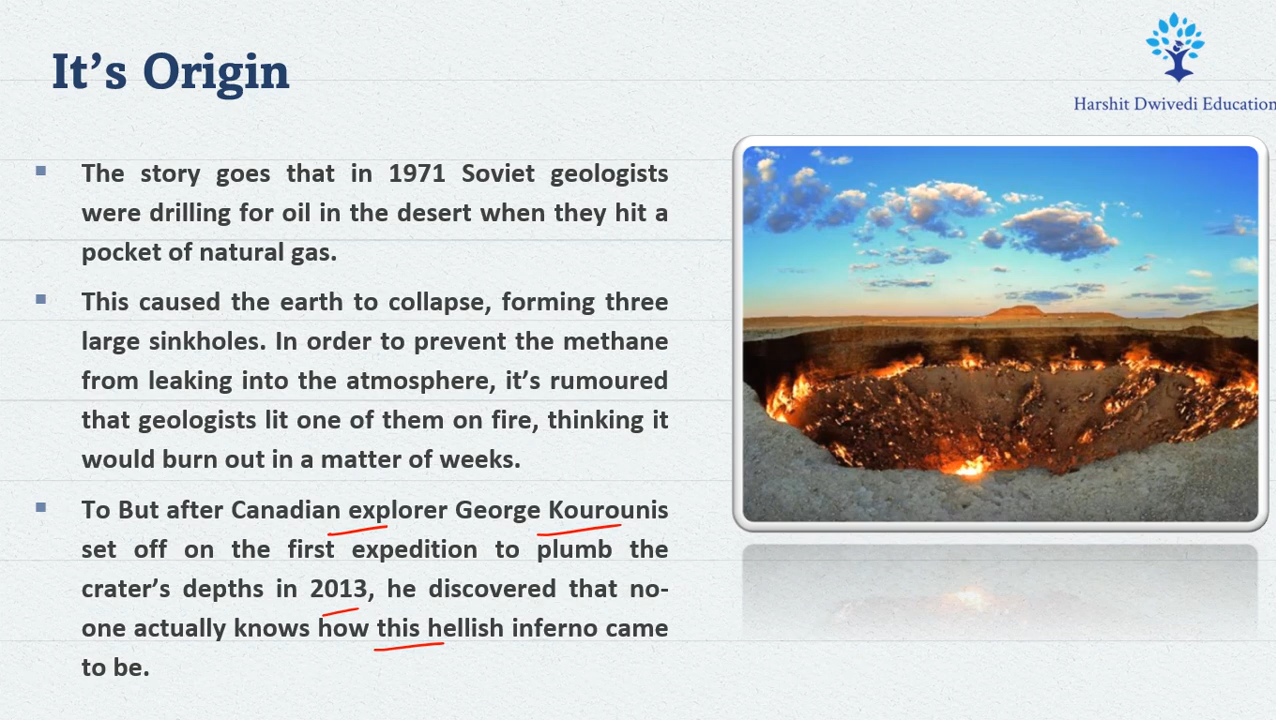 It’s Origin
Harshit Dwivedi Education
The story goes that in 1971 Soviet geologists
were drilling for oil in the desert when they hit a
pocket of natural gas.
This caused the earth to collapse, forming three
large sinkholes. In order to prevent the methane
from leaking into the atmosphere, it’s rumoured
that geologists lit one of them on fire, thinking it
would burn out in a matter of weeks.
To But after Canadian explorer George Kourounis
set off on the first expedition to plumb the
crater’s depths in 2013, he discovered that no-
one actually knows how this hellish inferno came
to be.